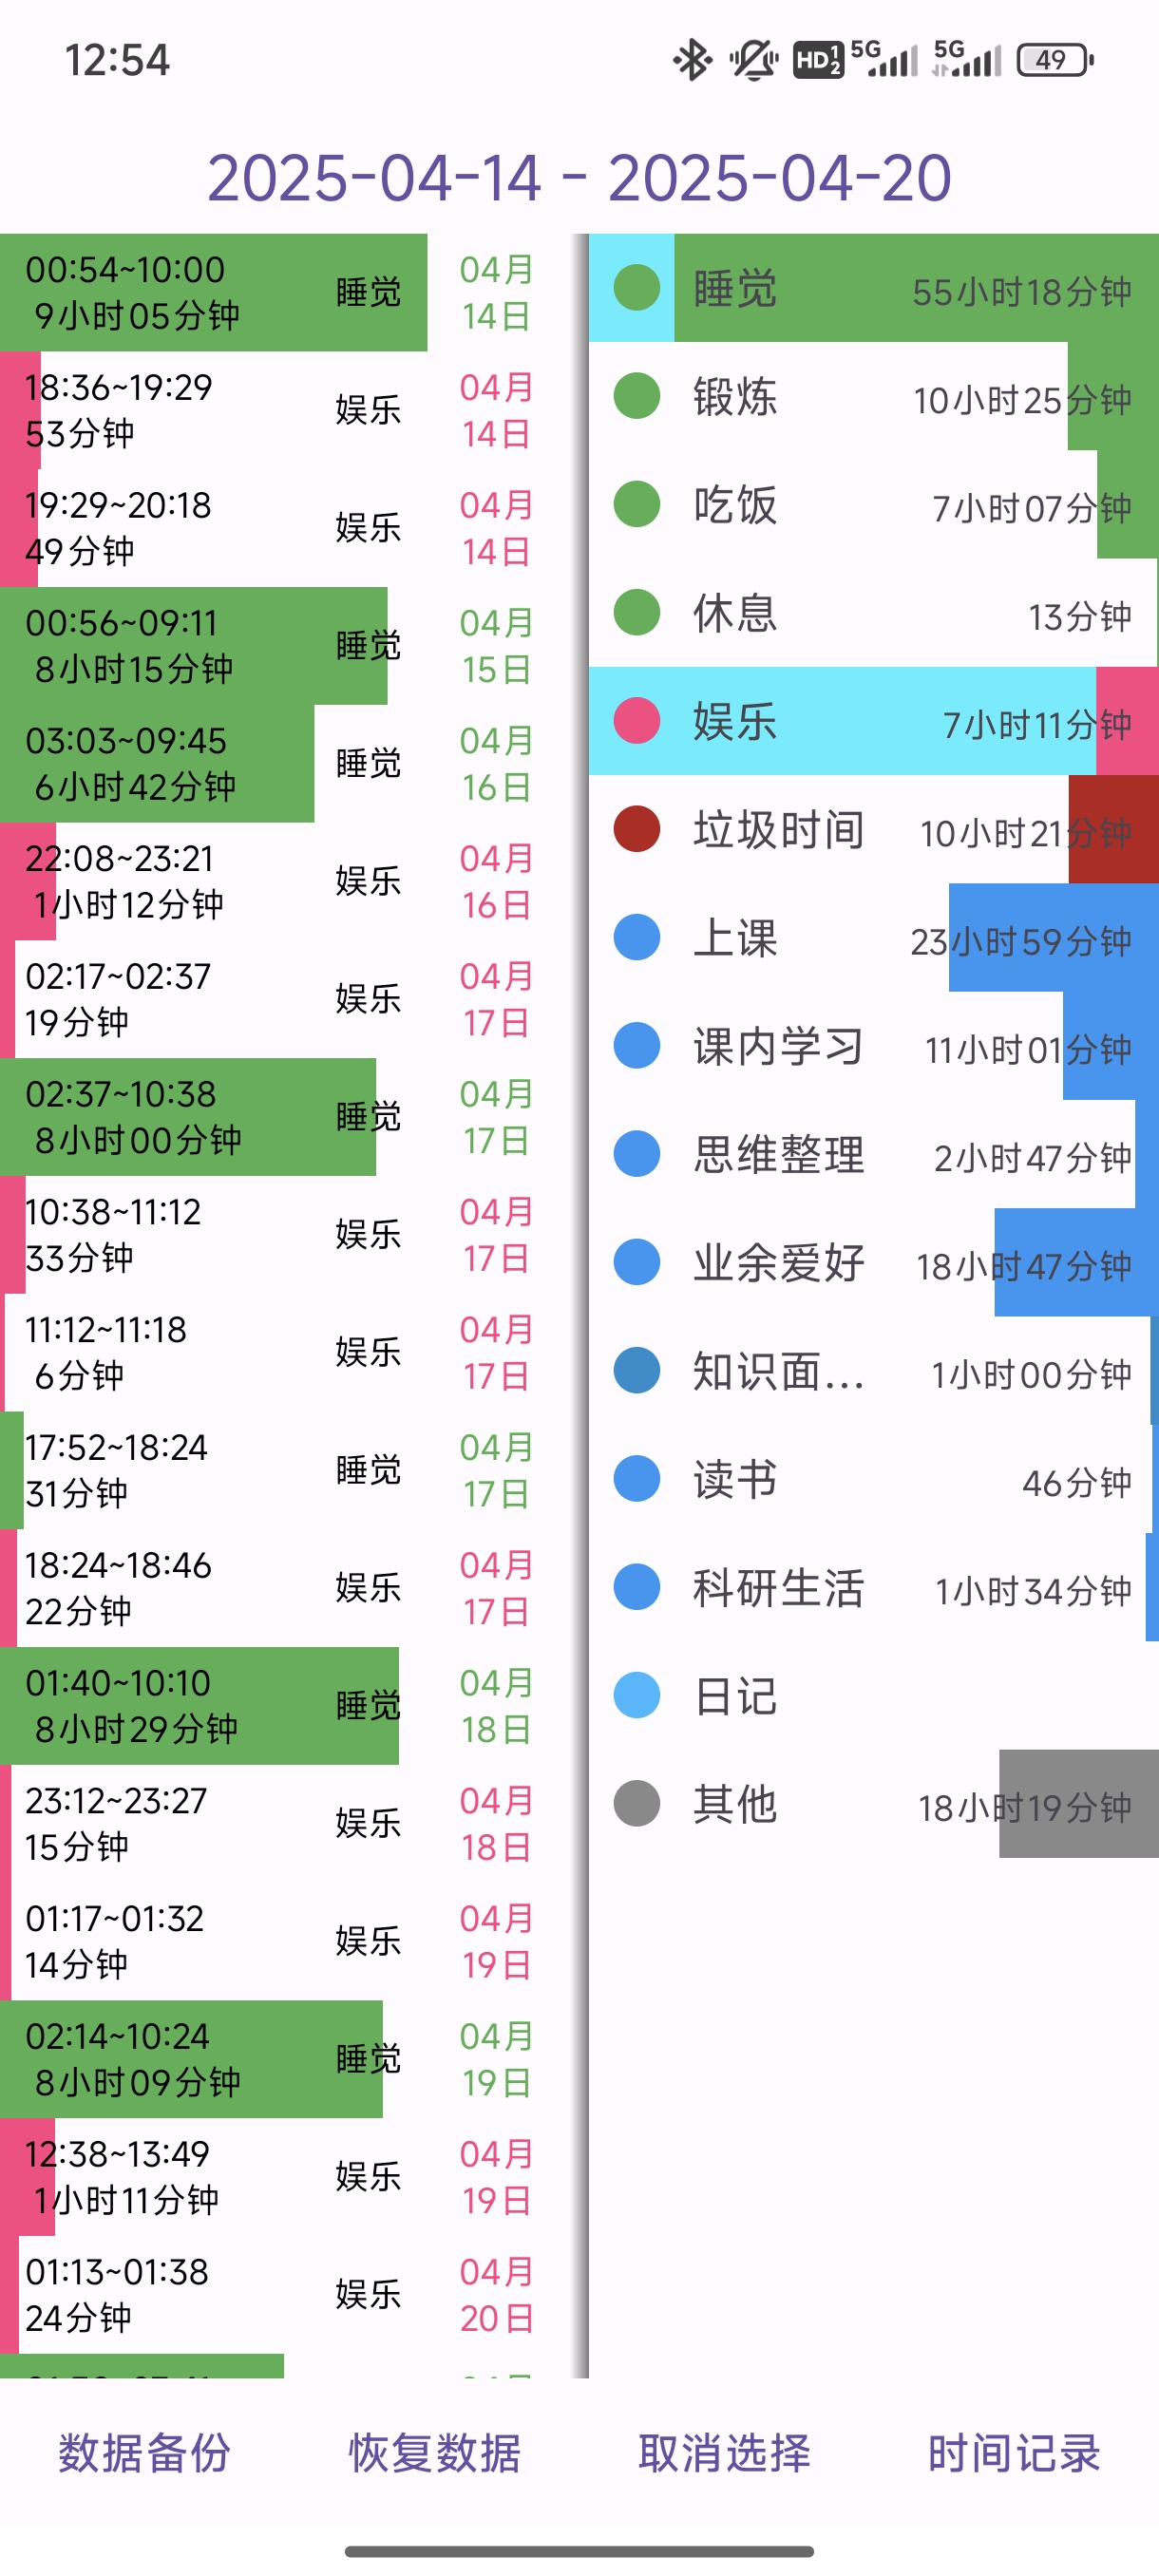 12:54
HD 1 2 5G 5G 49
2025-04-14 - 2025-04-20
00:54~10:00
9小时05分钟
睡觉
04月
14日
18:36~19:29
53分钟
娱乐
04月
14日
19:29~20:18
49分钟
娱乐
04月
14日
00:56~09:11
8小时15分钟
睡觉
04月
15日
03:03~09:45
6小时42分钟
睡觉
04月
16日
22:08~23:21
1小时12分钟
娱乐
04月
16日
02:17~02:37
19分钟
娱乐
04月
17日
02:37~10:38
8小时00分钟
睡觉
04月
17日
10:38~11:12
33分钟
娱乐
04月
17日
11:12~11:18
6分钟
娱乐
04月
17日
17:52~18:24
31分钟
睡觉
04月
17日
18:24~18:46
22分钟
娱乐
04月
17日
01:40~10:10
8小时29分钟
睡觉
04月
18日
23:12~23:27
15分钟
娱乐
04月
18日
01:17~01:32
14分钟
娱乐
04月
19日
02:14~10:24
8小时09分钟
睡觉
04月
19日
12:38~13:49
1小时11分钟
娱乐
04月
19日
01:13~01:38
24分钟
娱乐
04月
20日
睡觉 55小时18分钟
锻炼 10小时25分钟
吃饭 7小时07分钟
休息 13分钟
娱乐 7小时11分钟
垃圾时间 10小时21分钟
上课 23小时59分钟
课内学习 11小时01分钟
思维整理 2小时47分钟
业余爱好 18小时47分钟
知识面... 1小时00分钟
读书 46分钟
科研生活 1小时34分钟
日记
其他 18小时19分钟
数据备份 恢复数据 取消选择 时间记录